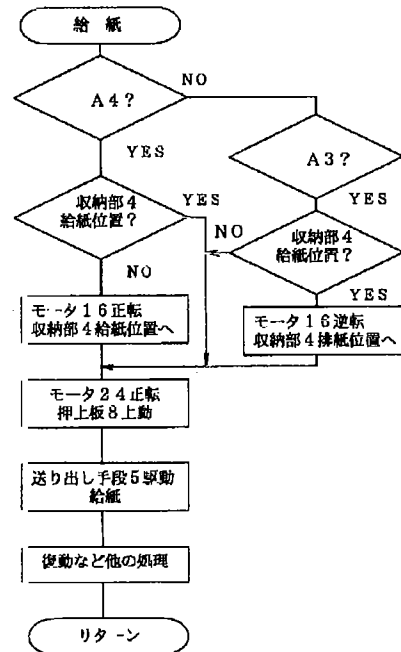 給紙
A4?
NO
YES
A3?
YES
収納部4
給紙位置?
YES
NO
NO
収納部4
給紙位置?
YES
モータ16正転
収納部4給紙位置へ
モータ16逆転
収納部4排紙位置へ
モータ24正転
押上板8上動
送り出し手段5駆動
給紙
復動など他の処理
リターン